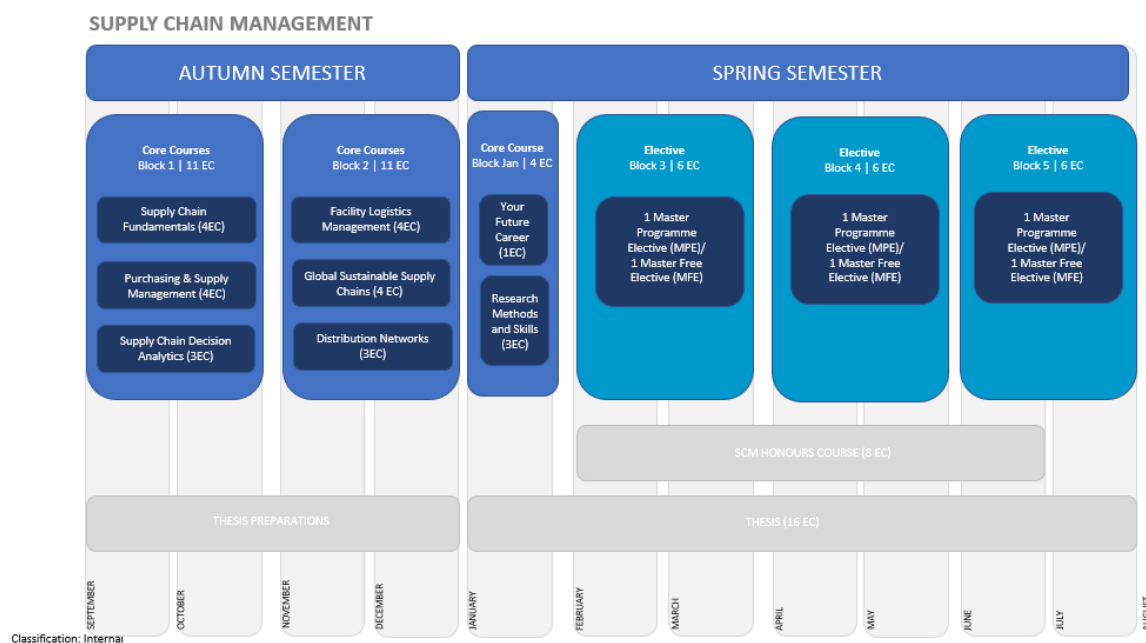 SUPPLY CHAIN MANAGEMENT
AUTUMN SEMESTER
SPRING SEMESTER
Core Courses
Block 1 | 11 EC
Supply Chain
Fundamentals (4EC)
Purchasing & Supply
Management (4EC)
Supply Chain Decision
Analytics (3EC)
Core Courses
Block 2 | 11 EC
Facility Logistics
Management (4EC)
Global Sustainable Supply
Chains (4 EC)
Distribution Networks
(3EC)
Core Course
Block Jan | 4 EC
Your
Future
Career
(1EC)
Research
Methods
and Skills
(3EC)
Elective
Block 3 | 6 EC
1 Master
Programme
Elective (MPE)/
1 Master Free
Elective (MFE)
Elective
Block 4 | 6 EC
1 Master
Programme
Elective (MPE)/
1 Master Free
Elective (MFE)
Elective
Block 5 | 6 EC
1 Master
Programme
Elective (MPE)/
1 Master Free
Elective (MFE)
SCM HONOURS COURSE (8 EC)
THESIS PREPARATIONS
THESIS (16 EC)
SEPTEMBER
OCTOBER
NOVEMBER
DECEMBER
JANUARY
FEBRUARY
MARCH
APRIL
MAY
JUNE
JULY
AUGUST
Classification: Internal